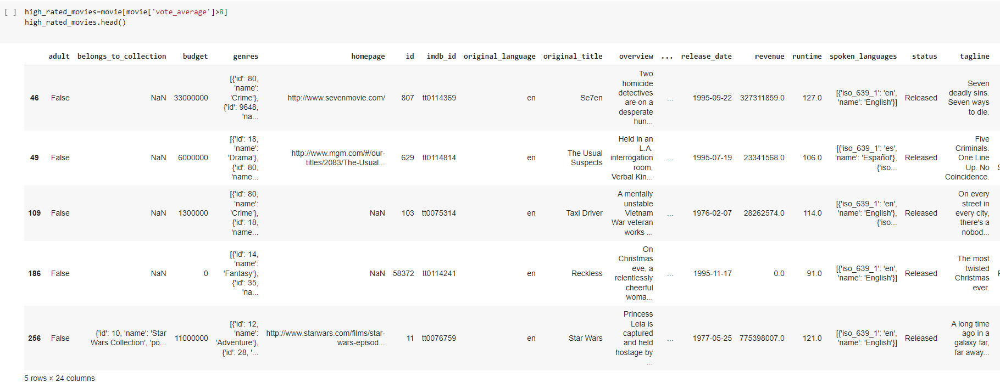 [ ] high_rated_movies=movie[movie['vote_average']>8]
high_rated_movies.head()
adult belongs_to_collection budget genres homepage id imdb_id original_language original_title overview ... release_date revenue runtime spoken_languages status tagline
[{'id': 80,
'name':
'Crime'},
{'id': 9648,
'na...
Two
homicide
detectives
are on a
desperate
hun...
[{'iso_639_1': 'en',
'name': 'English'}]
Seven
deadly sins.
Seven ways
to die.
46 False NaN 33000000 http://www.sevenmovie.com/ 807 tt0114369 en Se7en ... 1995-09-22 327311859.0 127.0 Released
[{'id': 18,
'name':
'Drama'},
{'id': 80,
'name...
http://www.mgm.com/#/our-
titles/2083/The-Usual...
The Usual
Suspects
Held in an
L.A.
interrogation
room,
Verbal Kin...
[{'iso_639_1': 'es',
'name': 'Español'},
{'iso...
Five
Criminals.
One Line
Up. No
Coincidence.
49 False NaN 6000000 629 tt0114814 en ... 1995-07-19 23341568.0 106.0 Released
[{'id': 80,
'name':
'Crime'},
{'id': 18,
'name...
A mentally
unstable
Vietnam
War veteran
works ...
[{'iso_639_1': 'en',
'name': 'English'},
{'iso...
On every
street in
every city,
there's a
nobod...
109 False NaN 1300000 NaN 103 tt0075314 en Taxi Driver ... 1976-02-07 28262574.0 114.0 Released
[{'id': 14,
'name':
'Fantasy'},
{'id': 35,
'na...
On
Christmas
eve, a
relentlessly
cheerful
woma...
[{'iso_639_1': 'en',
'name': 'English'}]
The most
twisted
Christmas
ever.
186 False NaN 0 NaN 58372 tt0114241 en Reckless ... 1995-11-17 0.0 91.0 Released
{'id': 10, 'name': 'Star
Wars Collection', 'po...
[{'id': 12,
'name':
'Adventure'},
{'id': 28, '...
http://www.starwars.com/films/star-
wars-episod...
Princess
Leia is
captured
and held
hostage by
...
[{'iso_639_1': 'en',
'name': 'English'}]
A long time
ago in a
galaxy far,
far away...
256 False 11000000 11 tt0076759 en Star Wars ... 1977-05-25 775398007.0 121.0 Released
5 rows × 24 columns